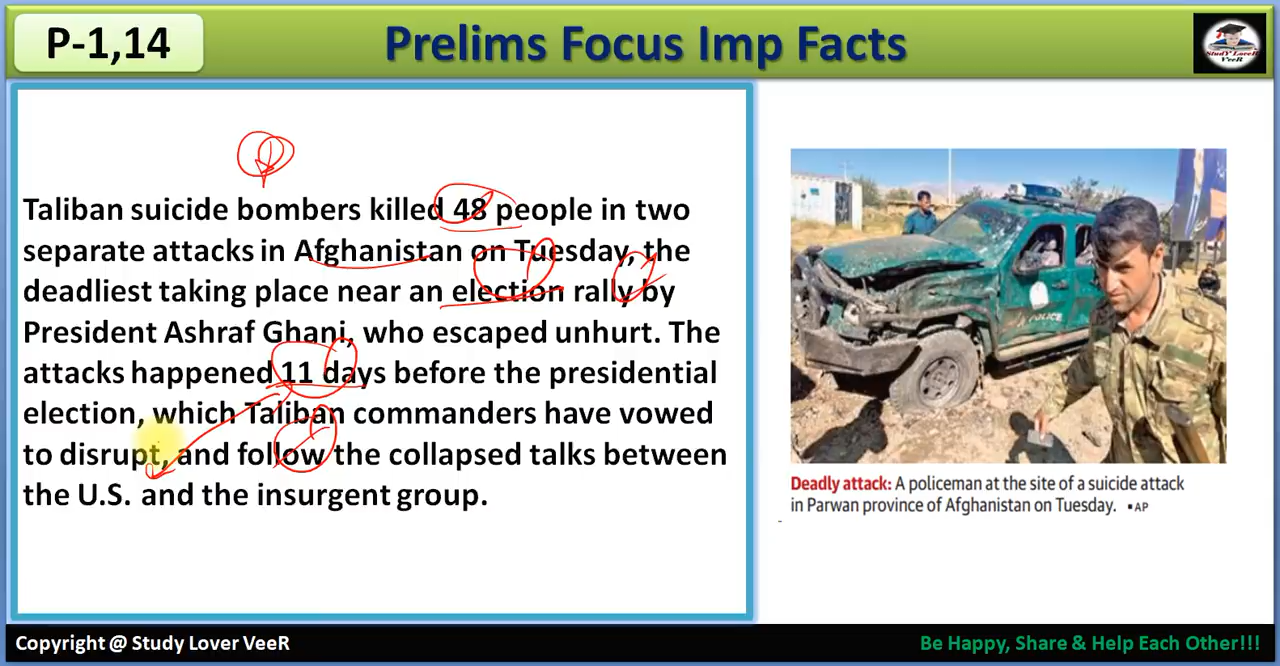 P-1,14
Prelims Focus Imp Facts
StudY LoveR
VeeR
Taliban suicide bombers killed 48 people in two
separate attacks in Afghanistan on Tuesday, the
deadliest taking place near an election rally by
President Ashraf Ghani, who escaped unhurt. The
attacks happened 11 days before the presidential
election, which Taliban commanders have vowed
to disrupt, and follow the collapsed talks between
the U.S. and the insurgent group.
POLICE
Deadly attack: A policeman at the site of a suicide attack
in Parwan province of Afghanistan on Tuesday. ▪AP
Copyright @ Study Lover VeeR
Be Happy, Share & Help Each Other!!!